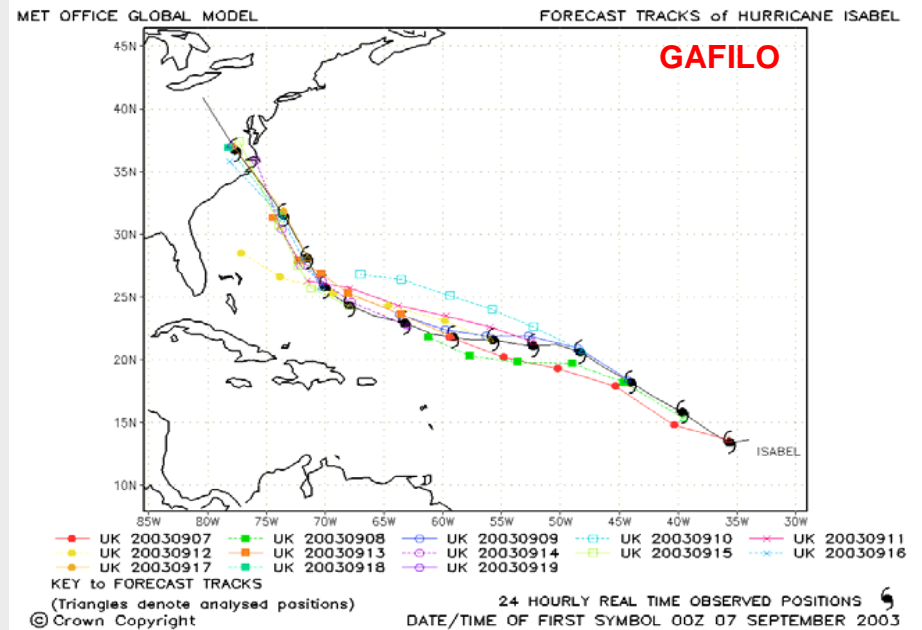 MET OFFICE GLOBAL MODEL FORECAST TRACKS of HURRICANE ISABEL
GAFILO
45N
40N
35N
30N
25N
20N
15N
10N
ISABEL
85W 80W 75W 70W 65W 60W 55W 50W 45W 40W 35W 30W
UK 20030907 UK 20030908 UK 20030909 UK 20030910 UK 20030911
UK 20030912 UK 20030913 UK 20030914 UK 20030915 UK 20030916
UK 20030917 UK 20030918 UK 20030919
KEY to FORECAST TRACKS
(Triangles denote analysed positions) 24 HOURLY REAL TIME OBSERVED POSITIONS
© Crown Copyright DATE/TIME OF FIRST SYMBOL 00Z 07 SEPTEMBER 2003